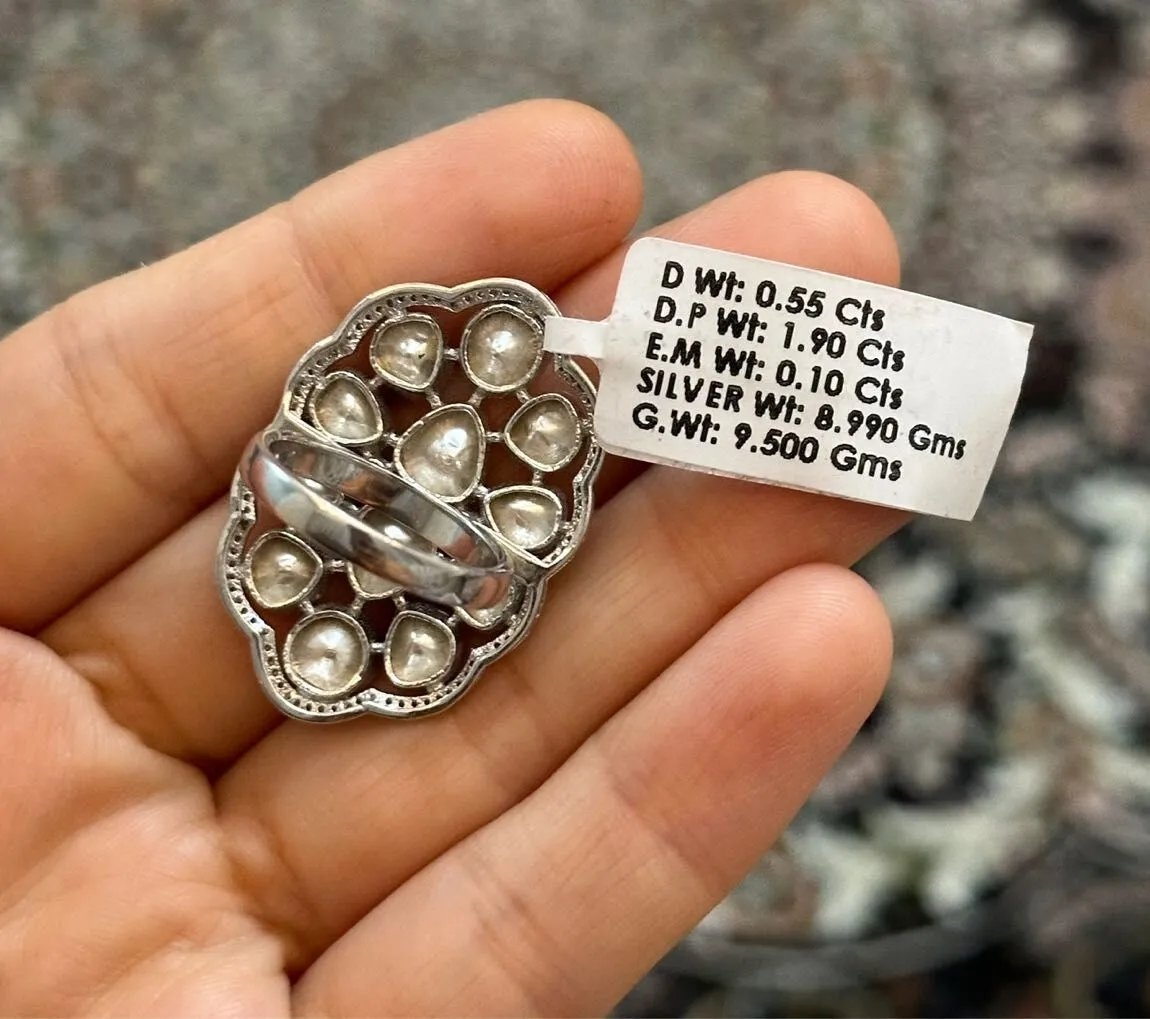 D Wt: 0.55 Cts
D.P Wt: 1.90 Cts
E.M Wt: 0.10 Cts
SILVER Wt: 8.990 Gms
G.Wt: 9.500 Gms